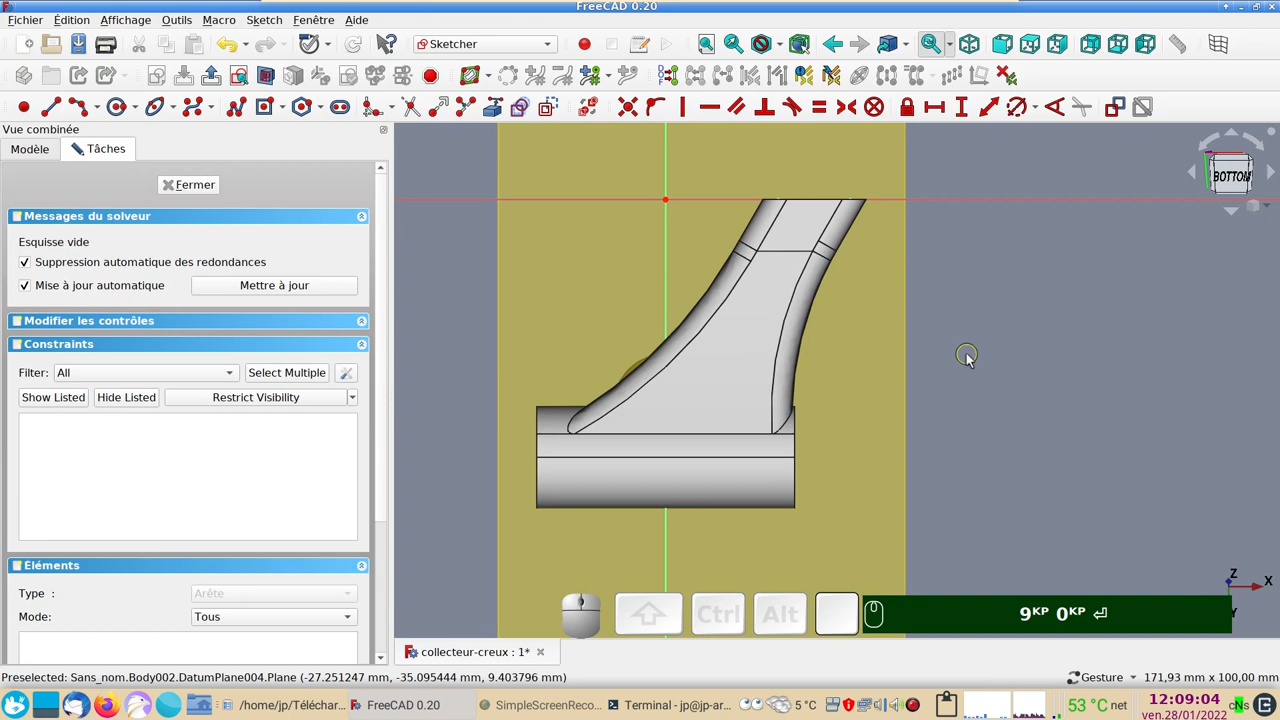 FreeCAD 0.20
Fichier Édition Affichage Outils Macro Sketch Fenêtre Aide
Sketcher
Vue combinée
Modèle Tâches
Fermer
Messages du solveur
Esquisse vide
Suppression automatique des redondances
Mise à jour automatique Mettre à jour
Modifier les contrôles
Constraints
Filter: All Select Multiple
Show Listed Hide Listed Restrict Visibility
Éléments
Type : Arête
Mode: Tous
BOTTOM
Z
X
Y
Ctrl Alt
9ᴷᴾ 0ᴷᴾ ⏎
collecteur-creux : 1*
Preselected: Sans_nom.Body002.DatumPlane004.Plane (-27.251247 mm, -35.095444 mm, 9.403796 mm)
Gesture 171,93 mm x 100,00 mm
/home/jp/Téléchar... FreeCAD 0.20 SimpleScreenReco... Terminal - jp@jp-ar... 5 °C 53 °C net
12:09:04
ven.28/01/2022
cNs